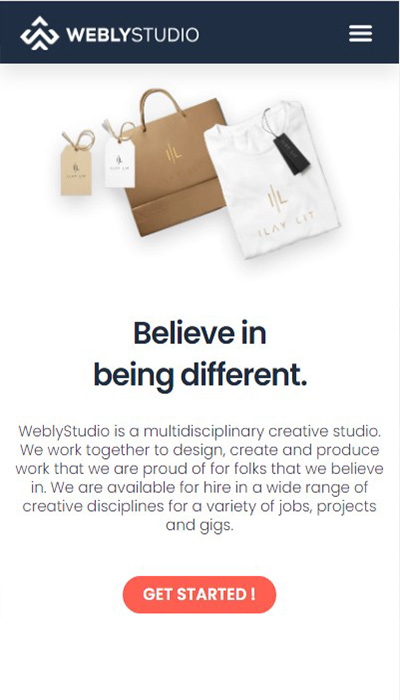 WEBLYSTUDIO
ILAY LIT
ILAY LIT
Believe in
being different.
WeblyStudio is a multidisciplinary creative studio.
We work together to design, create and produce
work that we are proud of for folks that we believe
in. We are available for hire in a wide range of
creative disciplines for a variety of jobs, projects
and gigs.
GET STARTED !